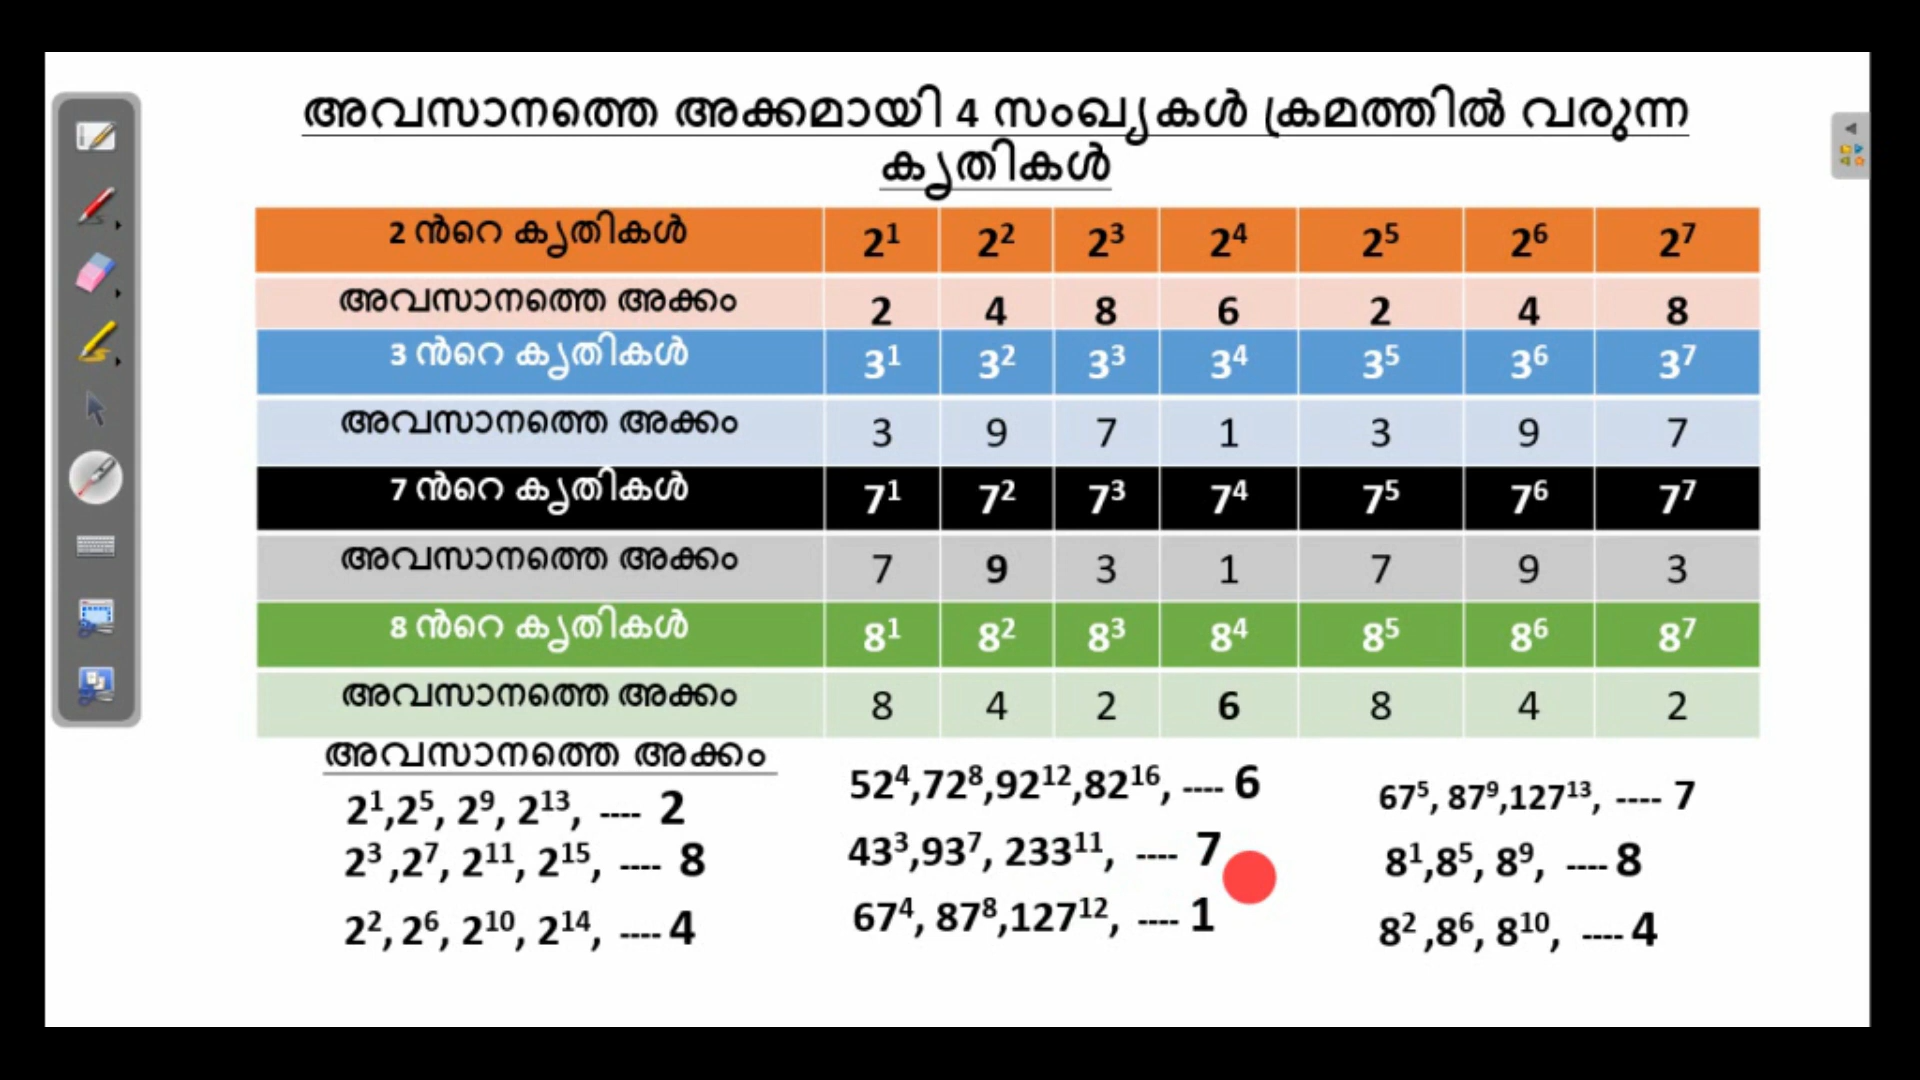 അവസാനത്തെ അക്കമായി 4 സംഖ്യകൾ ക്രമത്തിൽ വരുന്ന
കൃതികൾ
2 ൻറെ കൃതികൾ 2¹ 2² 2³ 2⁴ 2⁵ 2⁶ 2⁷
അവസാനത്തെ അക്കം 2 4 8 6 2 4 8
3 ൻറെ കൃതികൾ 3¹ 3² 3³ 3⁴ 3⁵ 3⁶ 3⁷
അവസാനത്തെ അക്കം 3 9 7 1 3 9 7
7 ൻറെ കൃതികൾ 7¹ 7² 7³ 7⁴ 7⁵ 7⁶ 7⁷
അവസാനത്തെ അക്കം 7 9 3 1 7 9 3
8 ൻറെ കൃതികൾ 8¹ 8² 8³ 8⁴ 8⁵ 8⁶ 8⁷
അവസാനത്തെ അക്കം 8 4 2 6 8 4 2
അവസാനത്തെ അക്കം
2¹,2⁵, 2⁹, 2¹³, ---- 2
2³ ,2⁷, 2¹¹, 2¹⁵, ---- 8
2², 2⁶, 2¹⁰, 2¹⁴, ---- 4
52⁴,72⁸,92¹²,82¹⁶, ---- 6
43³,93⁷, 233¹¹, ---- 7
67⁴, 87⁸,127¹², ---- 1
67⁵, 87⁹,127¹³, ---- 7
8¹,8⁵, 8⁹, ---- 8
8² ,8⁶, 8¹⁰, ---- 4